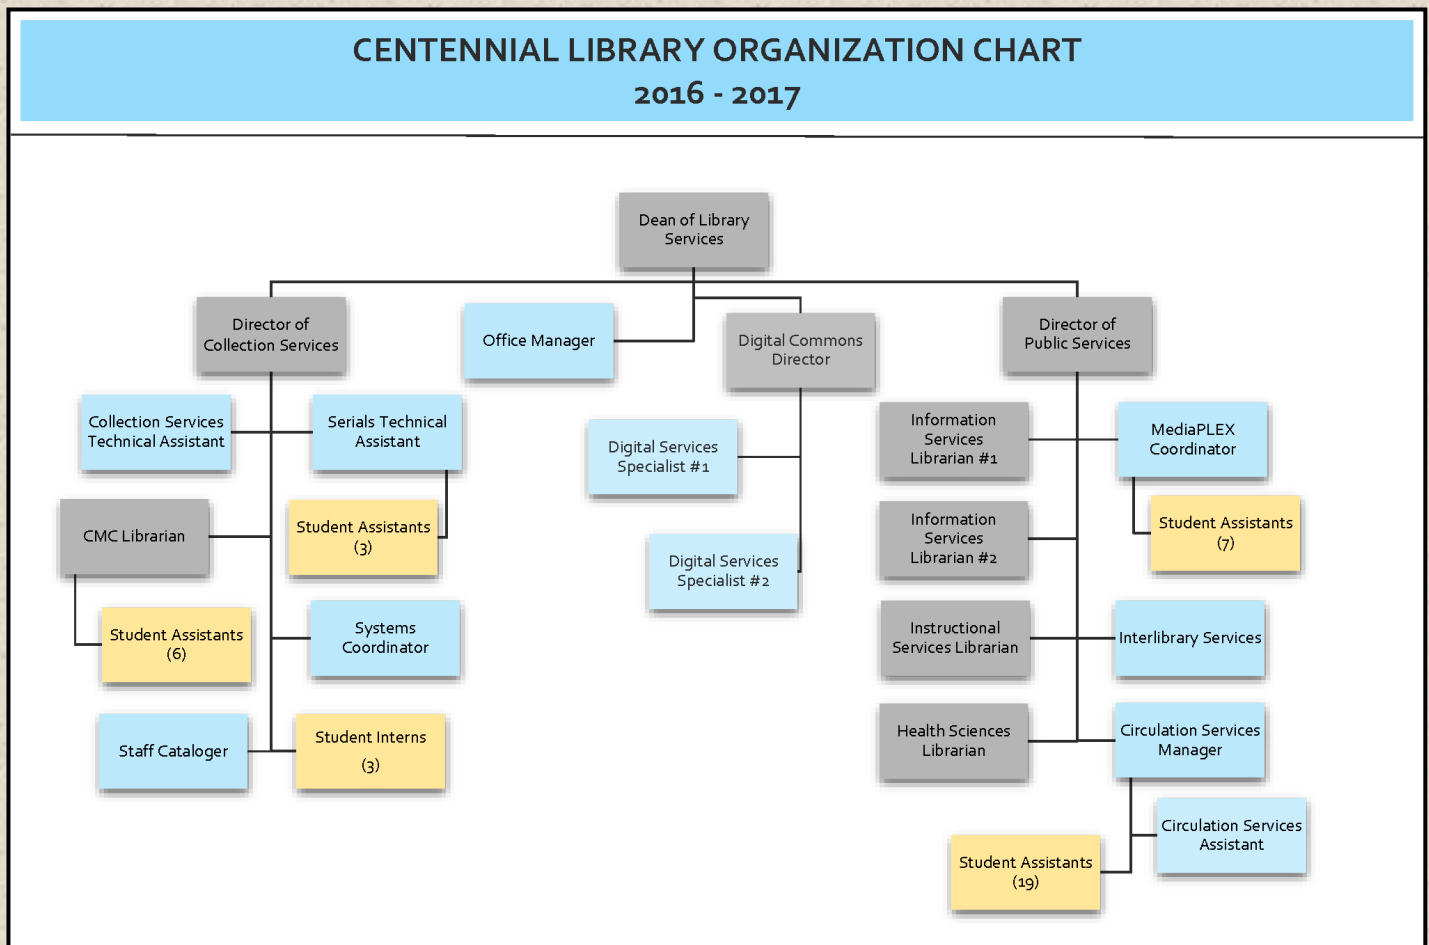 CENTENNIAL LIBRARY ORGANIZATION CHART
2016 - 2017
Dean of Library
Services
Director of
Collection Services
Office Manager
Digital Commons
Director
Director of
Public Services
Collection Services
Technical Assistant
Serials Technical
Assistant
CMC Librarian
Student Assistants
(3)
Student Assistants
(6)
Systems
Coordinator
Staff Cataloger
Student Interns
(3)
Digital Services
Specialist #1
Digital Services
Specialist #2
Information
Services
Librarian #1
MediaPLEX
Coordinator
Information
Services
Librarian #2
Student Assistants
(7)
Instructional
Services Librarian
Interlibrary Services
Health Sciences
Librarian
Circulation Services
Manager
Circulation Services
Assistant
Student Assistants
(19)